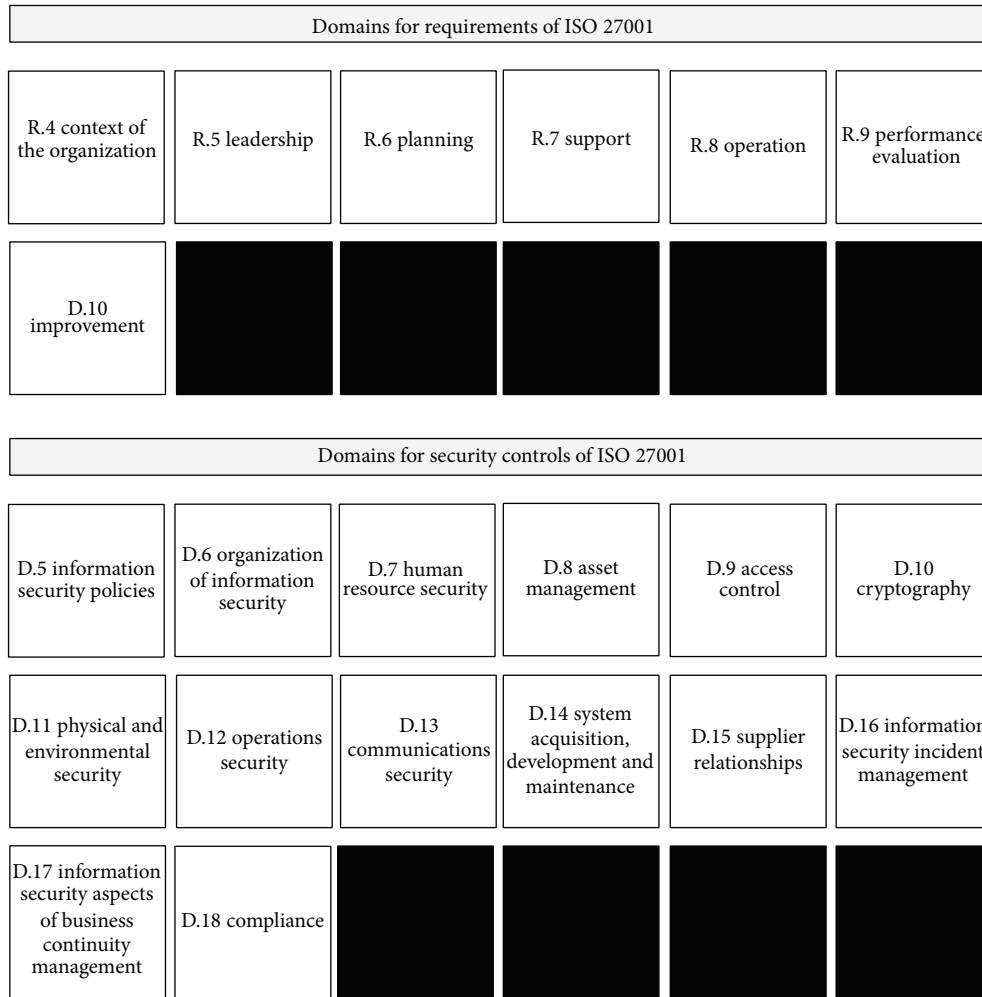 Domains for requirements of ISO 27001
R.4 context of
the organization
R.5 leadership
R.6 planning
R.7 support
R.8 operation
R.9 performance
evaluation
D.10
improvement
Domains for security controls of ISO 27001
D.5 information
security policies
D.6 organization
of information
security
D.7 human
resource security
D.8 asset
management
D.9 access
control
D.10
cryptography
D.11 physical and
environmental
security
D.12 operations
security
D.13
communications
security
D.14 system
acquisition,
development and
maintenance
D.15 supplier
relationships
D.16 information
security incident
management
D.17 information
security aspects
of business
continuity
management
D.18 compliance